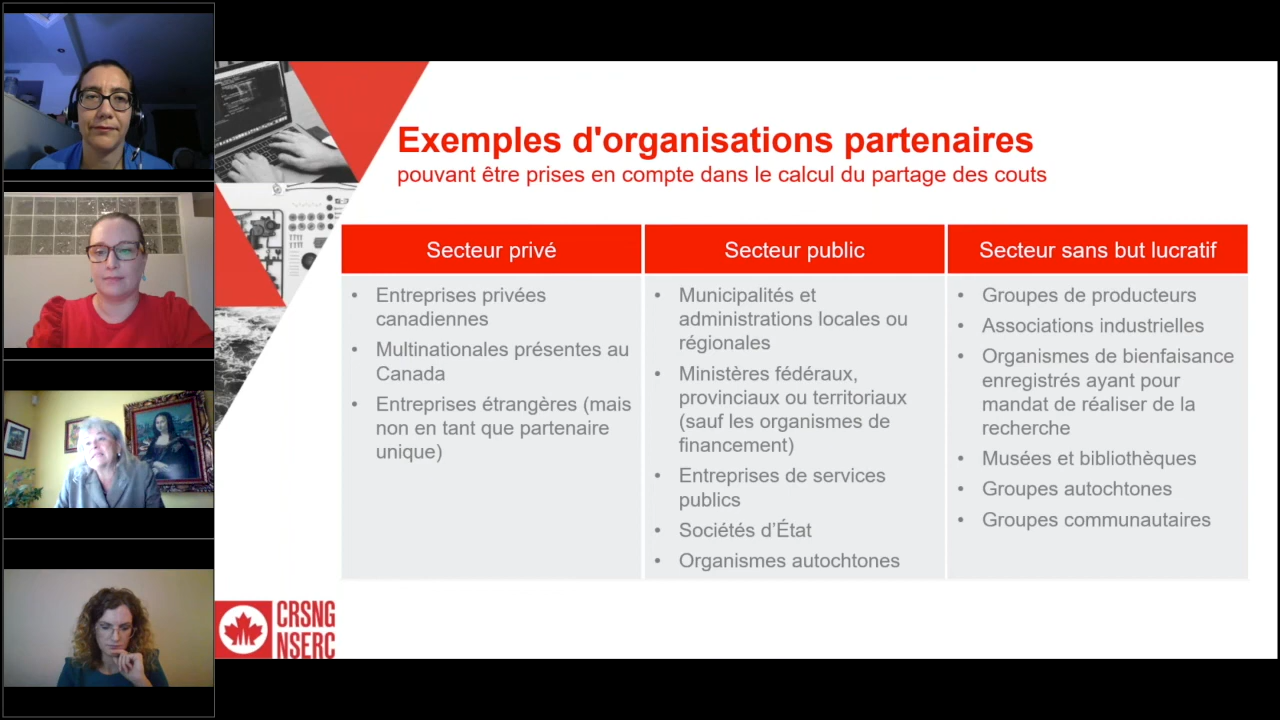 Exemples d'organisations partenaires
pouvant être prises en compte dans le calcul du partage des couts
Secteur privé
• Entreprises privées
canadiennes
• Multinationales présentes au
Canada
• Entreprises étrangères (mais
non en tant que partenaire
unique)
Secteur public
• Municipalités et
administrations locales ou
régionales
• Ministères fédéraux,
provinciaux ou territoriaux
(sauf les organismes de
financement)
• Entreprises de services
publics
• Sociétés d’État
• Organismes autochtones
Secteur sans but lucratif
• Groupes de producteurs
• Associations industrielles
• Organismes de bienfaisance
enregistrés ayant pour
mandat de réaliser de la
recherche
• Musées et bibliothèques
• Groupes autochtones
• Groupes communautaires
CRSNG
NSERC